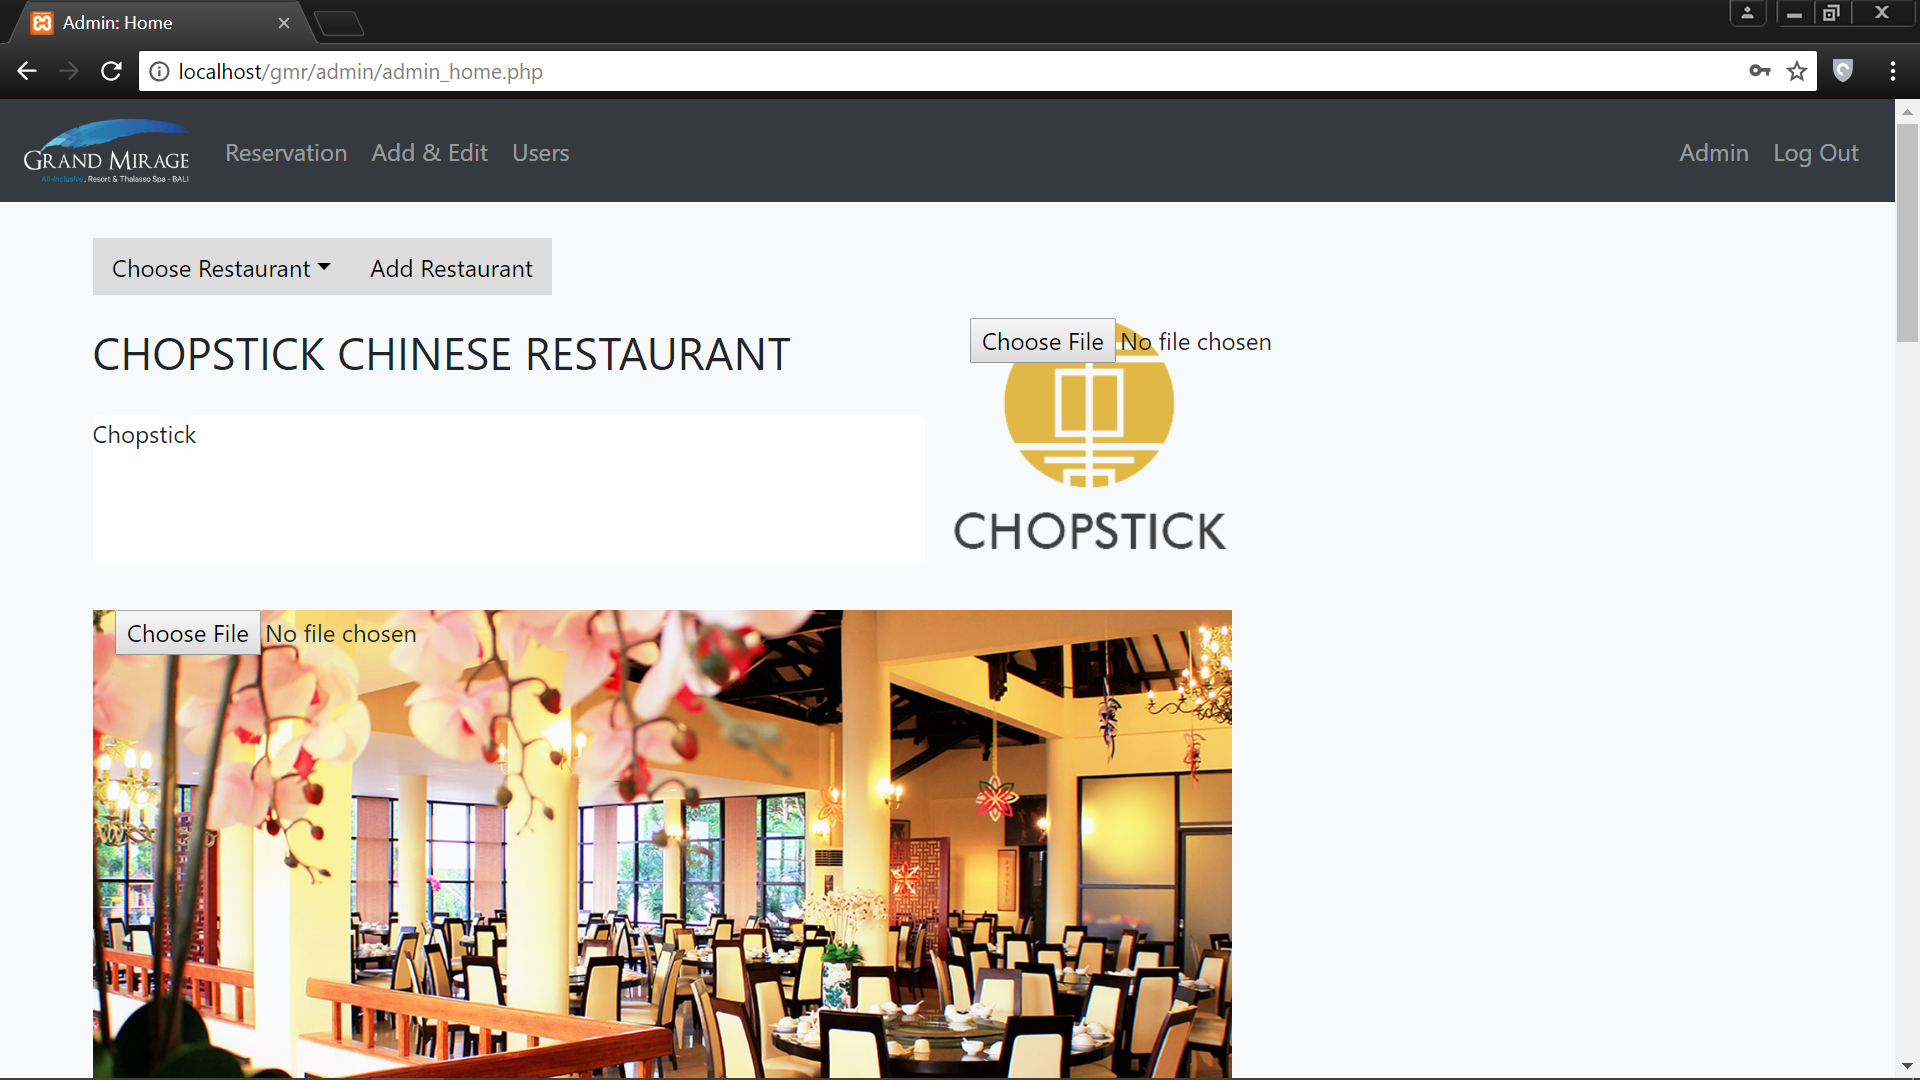 Admin: Home
localhost/gmr/admin/admin_home.php
GRAND MIRAGE
All-Inclusive, Resort & Thalasso Spa - BALI
Reservation Add & Edit Users Admin Log Out
Choose Restaurant Add Restaurant
CHOPSTICK CHINESE RESTAURANT
Choose File No file chosen
Chopstick
CHOPSTICK
Choose File No file chosen